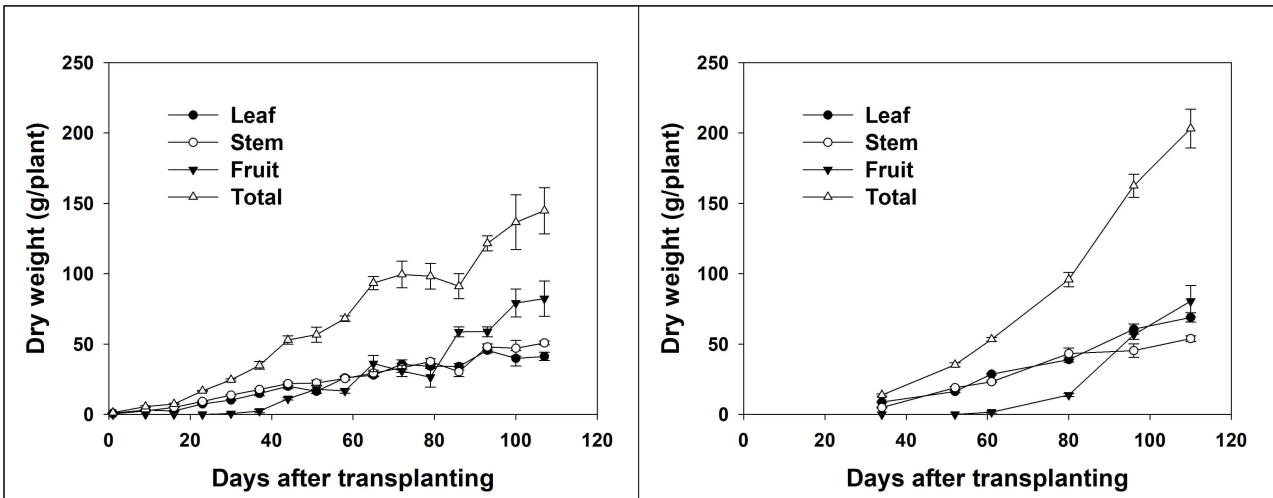 250
200
150
100
50
0
Dry weight (g/plant)
Leaf
Stem
Fruit
Total
0 20 40 60 80 100 120
Days after transplanting
250
200
150
100
50
0
Dry weight (g/plant)
Leaf
Stem
Fruit
Total
0 20 40 60 80 100 120
Days after transplanting